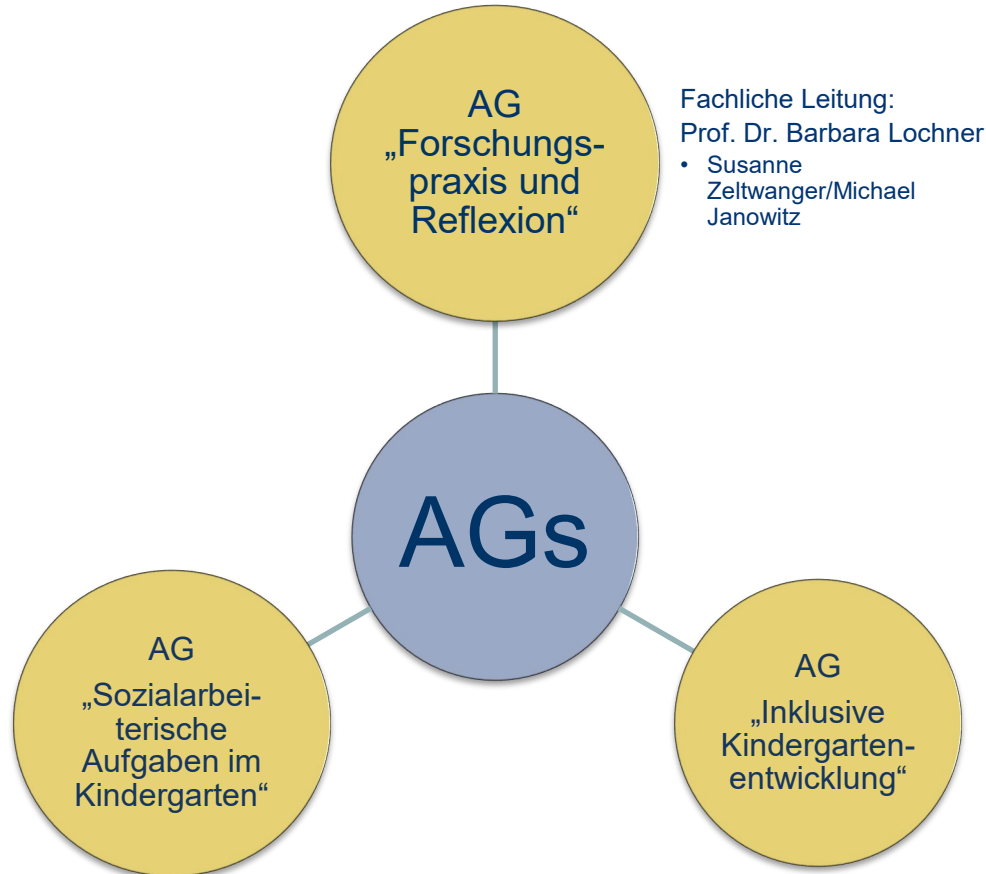 AG
„Forschungs-
praxis und
Reflexion“
Fachliche Leitung:
Prof. Dr. Barbara Lochner
• Susanne
Zeltwanger/Michael
Janowitz
AGs
AG
„Sozialarbei-
terische
Aufgaben im
Kindergarten“
AG
„Inklusive
Kindergarten-
entwicklung“